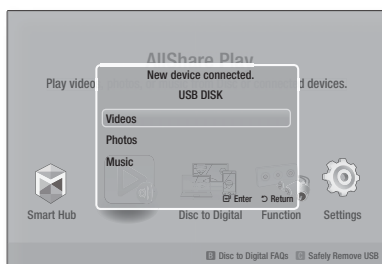 AllShare Play
Play video d devices.
New device connected.
USB DISK
Videos
Photos
Music
Enter Return
Smart Hub Disc to Digital Function Settings
B Disc to Digital FAQs Safely Remove USB